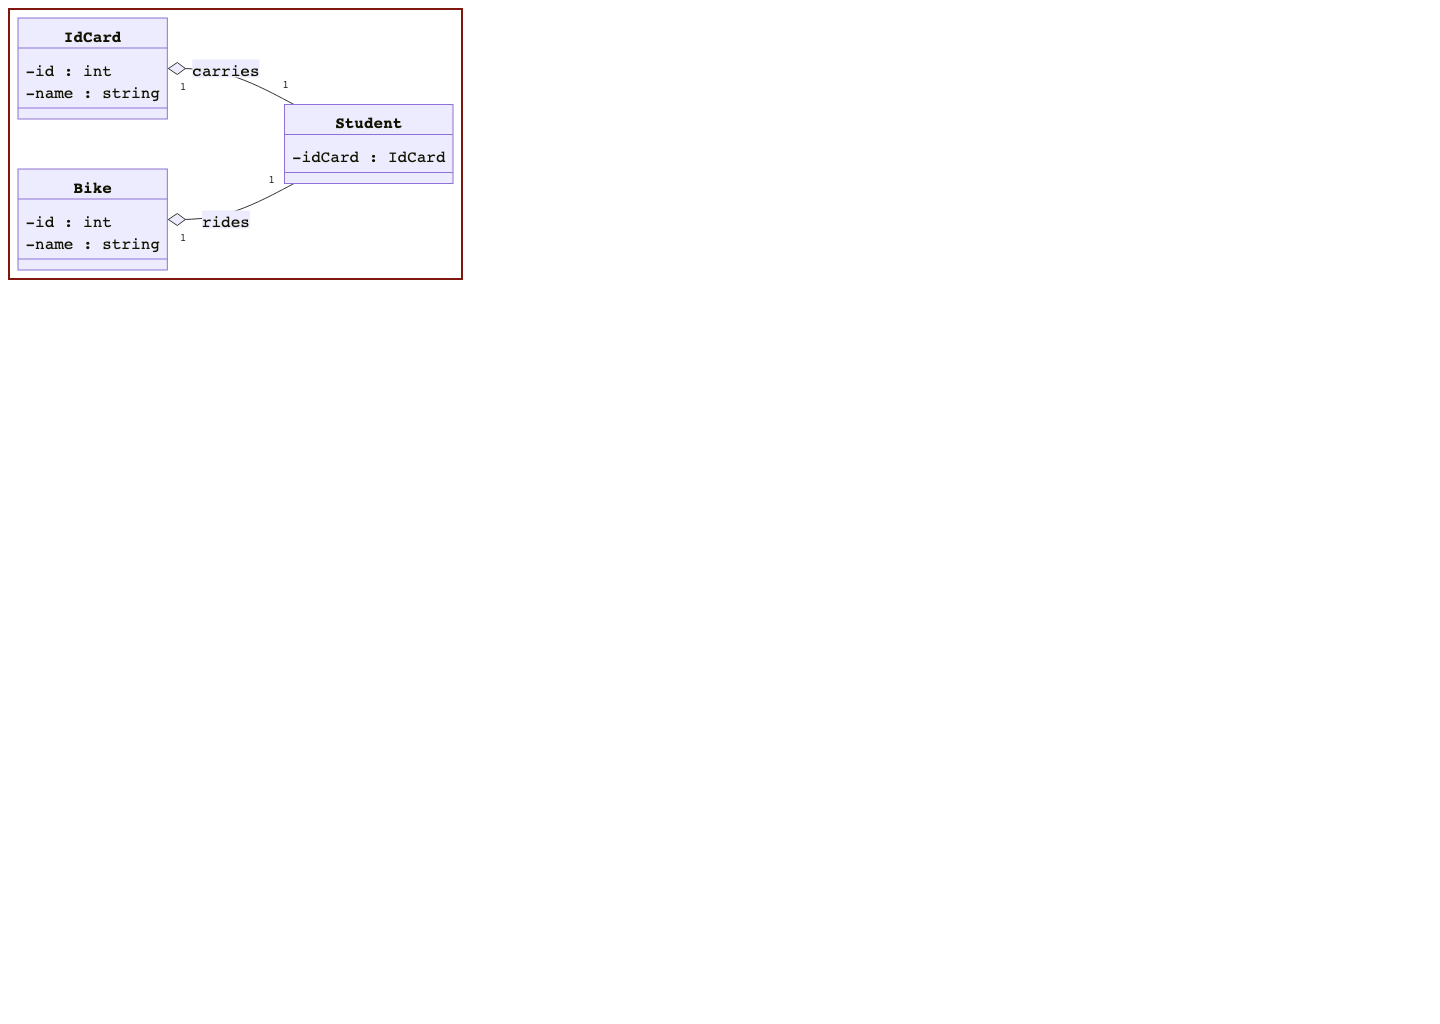 IdCard
-id : int
-name : string
carries
1
1
Student
-idCard : IdCard
Bike
-id : int
-name : string
rides
1
1